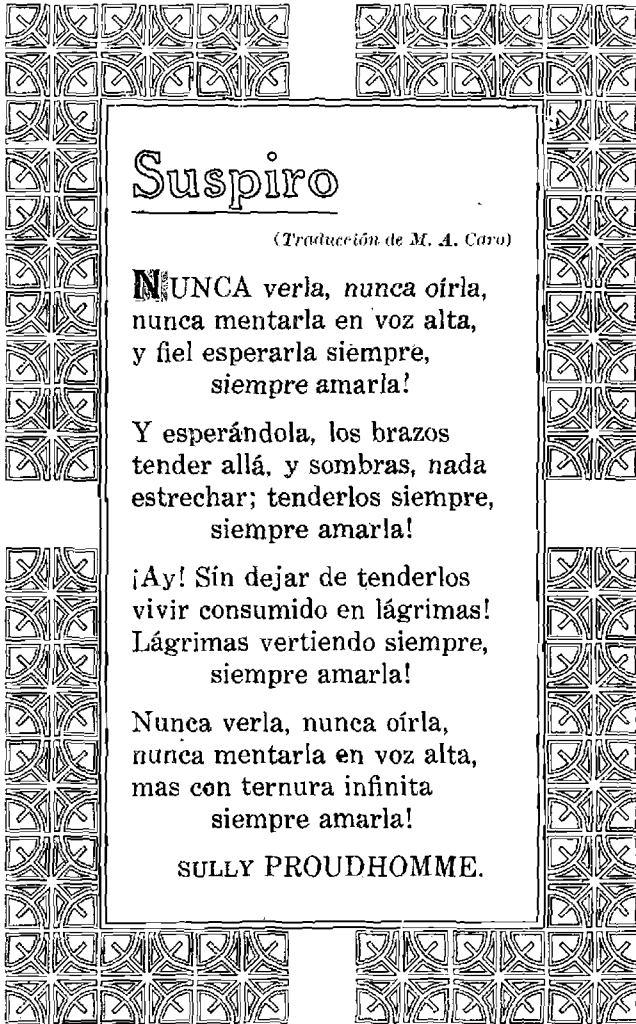 Suspiro
(Traducción de M. A. Caro)
NUNCA verla, nunca oírla,
nunca mentarla en voz alta,
y fiel esperarla siempre,
siempre amarla!
Y esperándola, los brazos
tender allá, y sombras, nada
estrechar; tenderlos siempre,
siempre amarla!
¡Ay! Sin dejar de tenderlos
vivir consumido en lágrimas!
Lágrimas vertiendo siempre,
siempre amarla!
Nunca verla, nunca oírla,
nunca mentarla en voz alta,
mas con ternura infinita
siempre amarla!
SULLY PROUDHOMME.